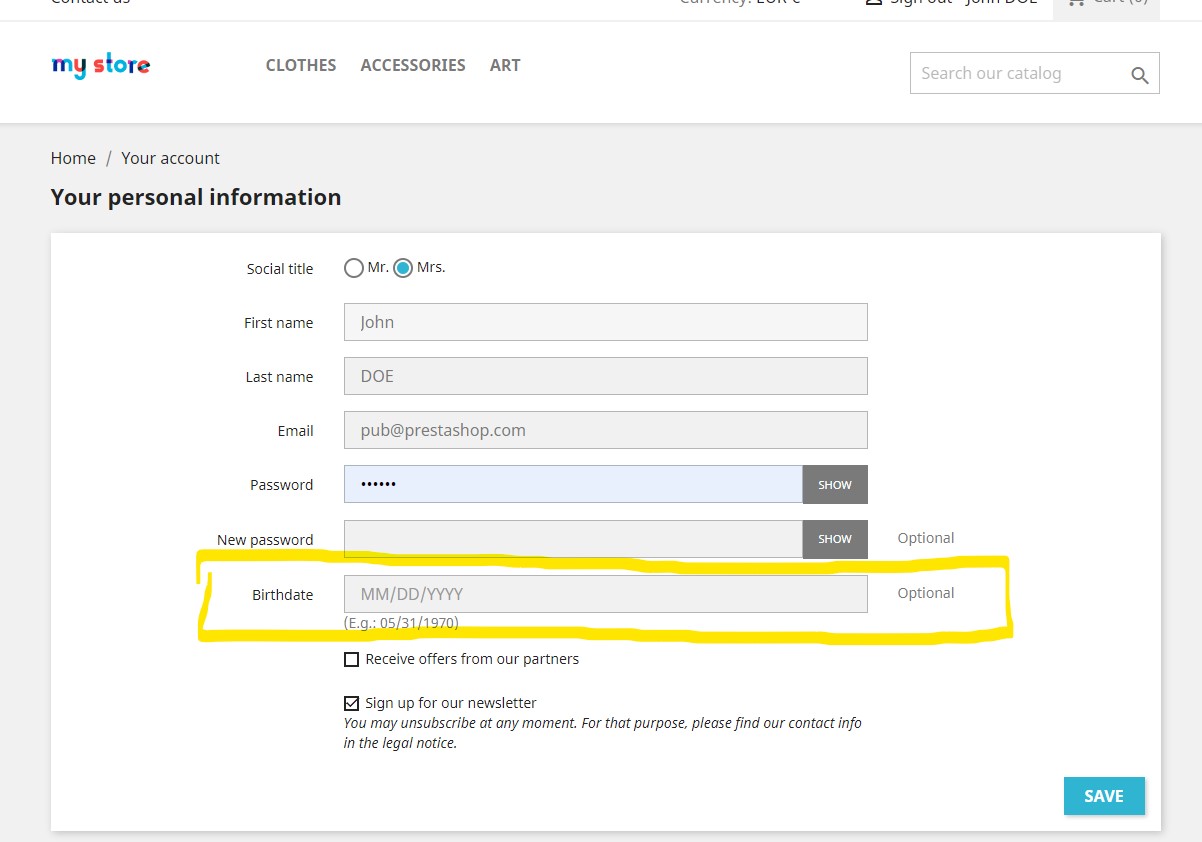 Contact us
Currency: EUR €
Sign out
John DOE
Cart (0)
my store
CLOTHES
ACCESSORIES
ART
Search our catalog
Home / Your account
Your personal information
Social title
Mr. Mrs.
First name
John
Last name
DOE
Email
pub@prestashop.com
Password
••••••
SHOW
New password
SHOW
Optional
Birthdate
MM/DD/YYYY
Optional
(E.g.: 05/31/1970)
Receive offers from our partners
Sign up for our newsletter
You may unsubscribe at any moment. For that purpose, please find our contact info
in the legal notice.
SAVE